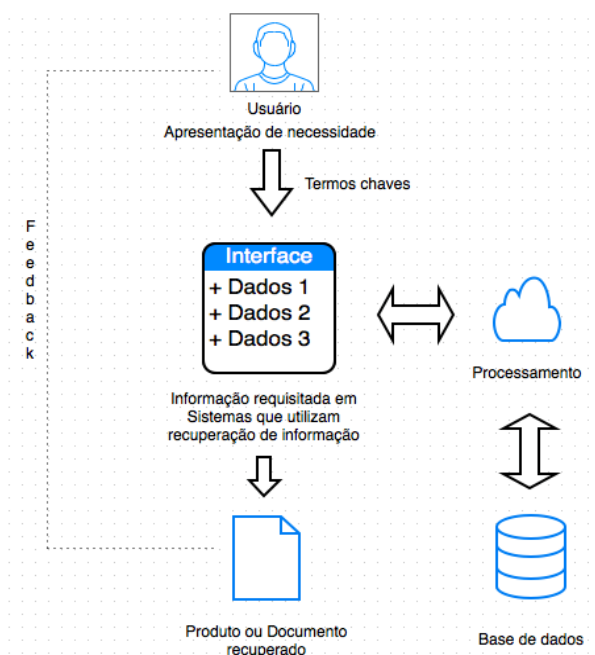 Usuário
Apresentação de necessidade
Termos chaves
Feedback
Interface
+ Dados 1
+ Dados 2
+ Dados 3
Processamento
Informação requisitada em
Sistemas que utilizam
recuperação de informação
Produto ou Documento
recuperado
Base de dados